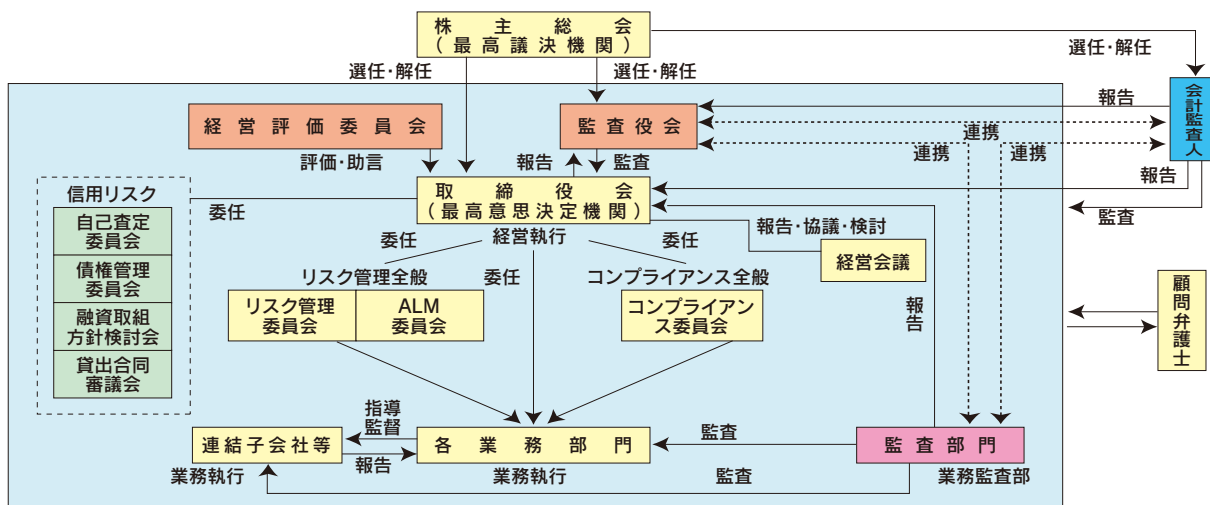 株主総会
(最高議決機関)
選任・解任
選任・解任
選任・解任
会計監査人
経営評価委員会
監査役会
報告
連携
連携
連携
評価・助言
報告
監査
報告
監査
信用リスク
自己査定
委員会
債権管理
委員会
融資取組
方針検討会
貸出合同
審議会
委任
取締役会
(最高意思決定機関)
経営執行
報告・協議・検討
経営会議
委任
委任
委任
リスク管理全般
リスク管理
委員会
ALM
委員会
コンプライアンス全般
コンプライアン
ス委員会
報告
顧問弁護士
指導
監督
連結子会社等
報告
業務執行
各業務部門
業務執行
監査
監査部門
業務監査部
監査